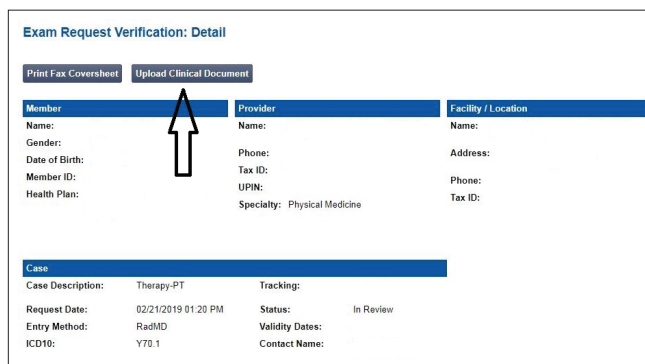 Exam Request Verification: Detail
Print Fax Coversheet Upload Clinical Document
Member Provider Facility / Location
Name: Name: Name:
Gender:
Phone: Address:
Date of Birth:
Tax ID:
Member ID: Phone:
UPIN:
Health Plan: Tax ID:
Specialty: Physical Medicine
Case
Case Description: Therapy-PT Tracking:
Request Date: 02/21/2019 01:20 PM Status: In Review
Entry Method: RadMD Validity Dates:
ICD10: Y70.1 Contact Name: